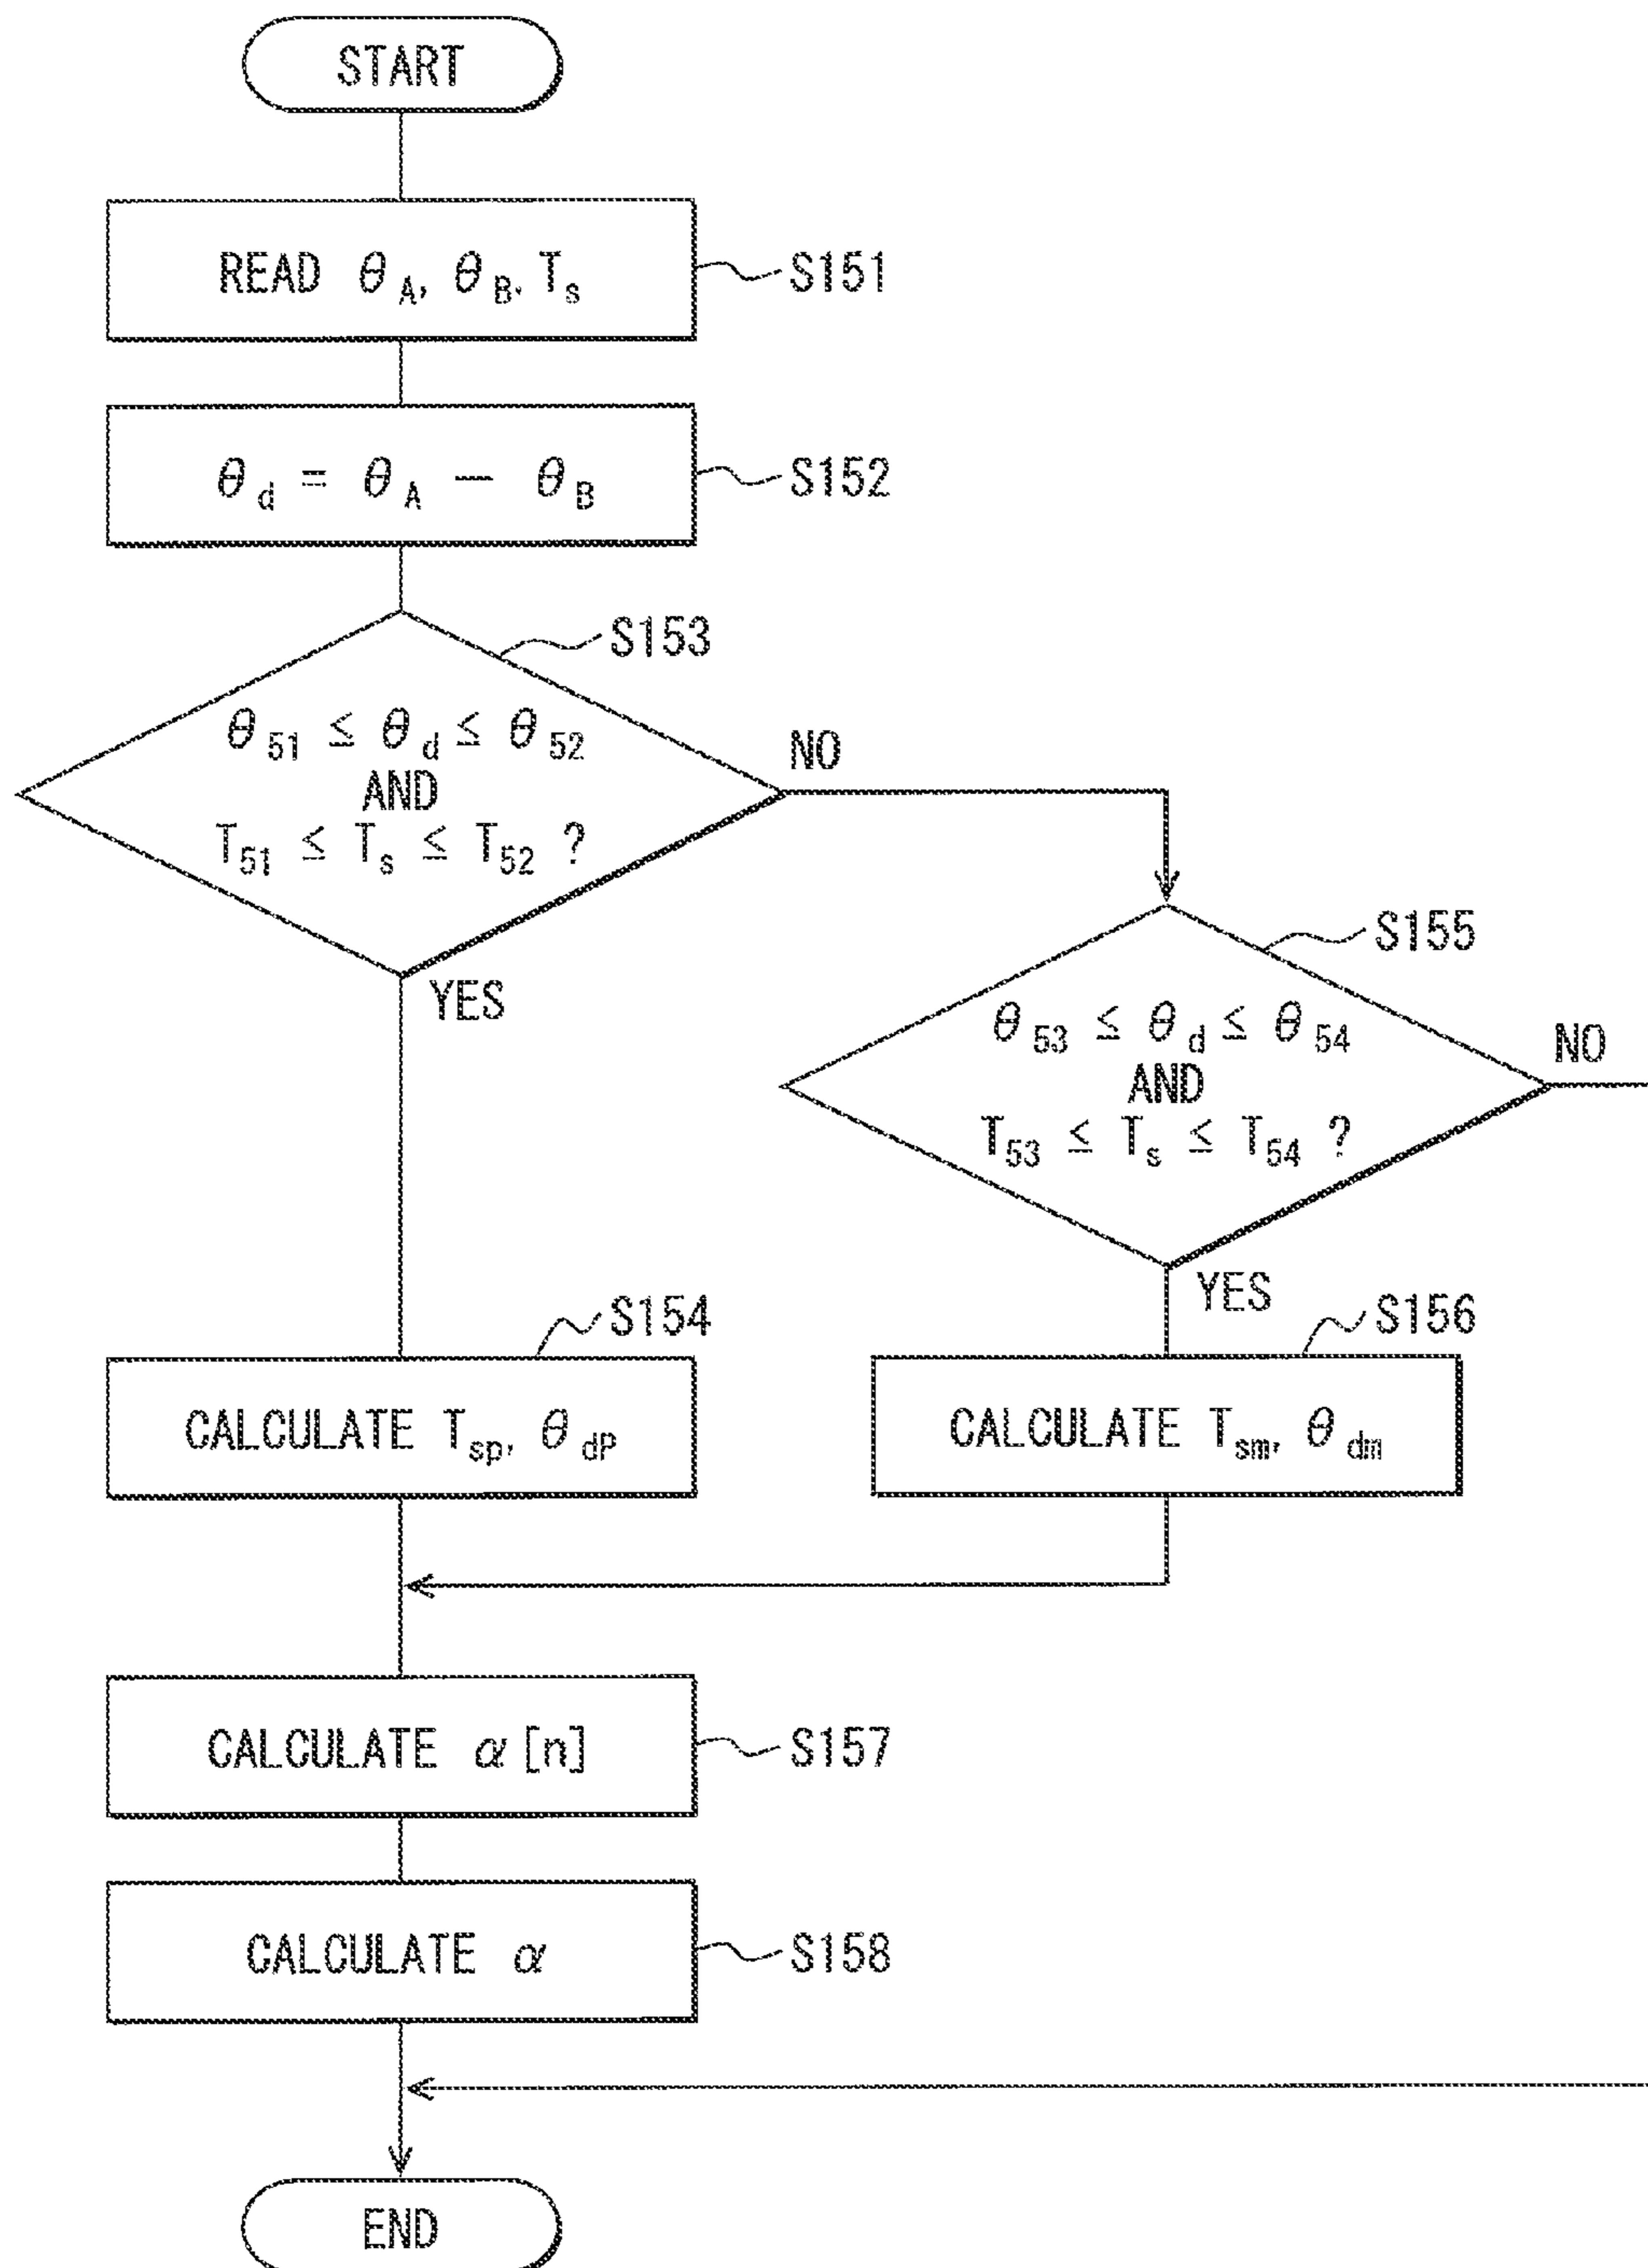 START
READ θA, θB, Ts
S151
θd = θA − θB
S152
S153
θ51 ≤ θd ≤ θ52
AND
T51 ≤ Ts ≤ T52 ?
NO
YES
S155
θ53 ≤ θd ≤ θ54
AND
T53 ≤ Ts ≤ T54 ?
NO
YES
S154
CALCULATE Tsp, θdP
S156
CALCULATE Tsm, θdm
CALCULATE α[n]
S157
CALCULATE α
S158
END